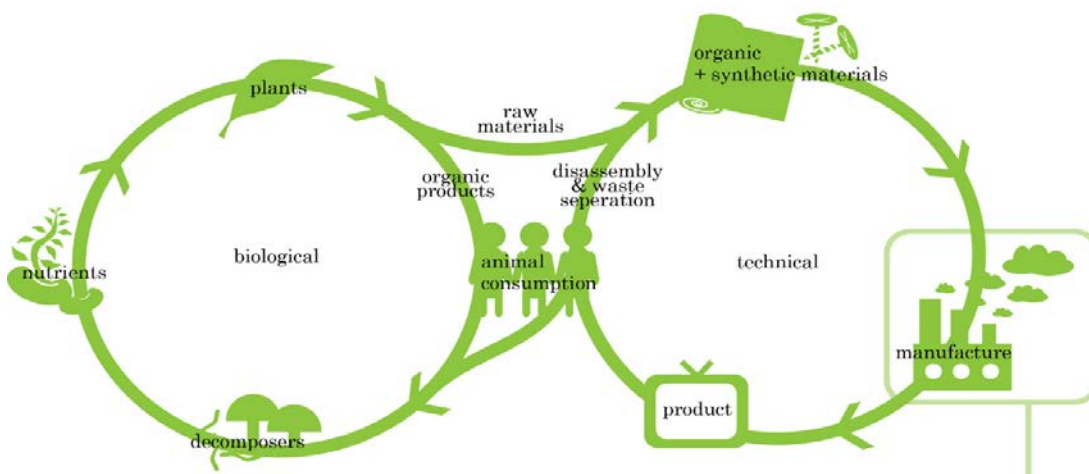 plants
raw
materials
organic
+ synthetic materials
organic
products
disassembly
& waste
seperation
nutrients
biological
animal
consumption
technical
manufacture
product
decomposers